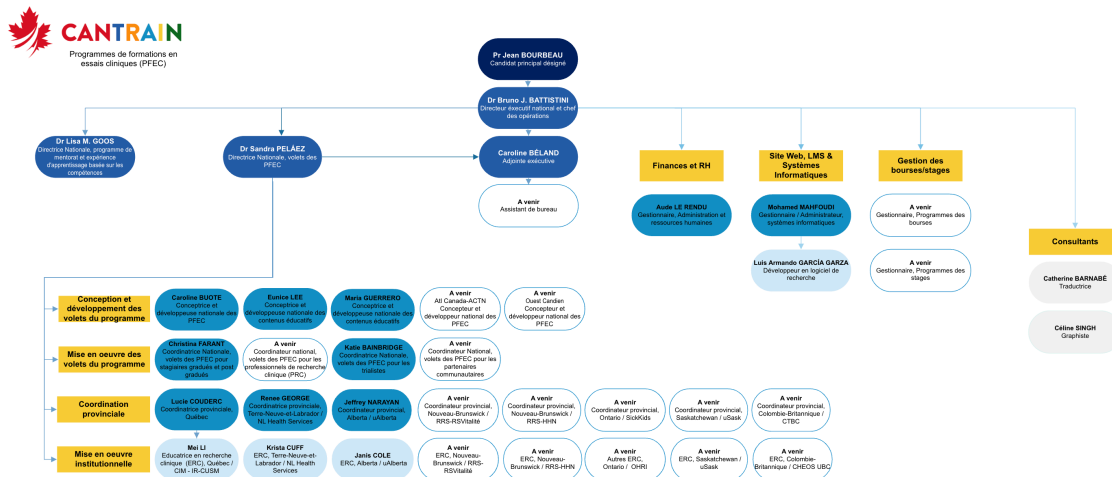 CANTRAIN
Programmes de formations en
essais cliniques (PFEC)
Pr Jean BOURBEAU
Candidat principal désigné
Dr Bruno J. BATTISTINI
Directeur éxécutif national et chef
des opérations
Dr Lisa M. GOOS
Directrice Nationale, programme de
mentorat et expérience
d'apprentissage basée sur les
compétences
Dr Sandra PELÁEZ
Directrice Nationale, volets des
PFEC
Caroline BÉLAND
Adjointe exécutive
A venir
Assistant de bureau
Finances et RH
Aude LE RENDU
Gestionnaire, Administration et
ressources humaines
Site Web, LMS &
Systèmes
Informatiques
Mohamed MAHFOUDI
Gestionnaire / Administrateur,
systèmes informatiques
Luis Armando GARCÍA GARZA
Développeur en logiciel de
recherche
Gestion des
bourses/stages
A venir
Gestionnaire, Programmes des
bourses
A venir
Gestionnaire, Programmes des
stages
Consultants
Catherine BARNABÉ
Traductrice
Céline SINGH
Graphiste
Conception et
développement des
volets du programme
Caroline BUOTE
Conceptrice et
développeuse nationale des
PFEC
Eunice LEE
Conceptrice et
développeuse nationale des
contenus éducatifs
Maria GUERRERO
Conceptrice et
développeuse nationale des
contenus éducatifs
A venir
Atl Canada-ACTN
Concepteur et
développeur national des
PFEC
A venir
Ouest Canden
Concepteur et
développeur national des
PFEC
Mise en oeuvre des
volets du programme
Christina FARANT
Coordinatrice Nationale,
volets des PFEC pour
stagiaires gradués et post
gradués
A venir
Coordinateur national,
volets des PFEC pour les
professionnels de recherche
clinique (PRC)
Katie BAINBRIDGE
Coordinatrice Nationale,
volets des PFEC pour les
trialistes
A venir
Coordinateur National,
volets des PFEC pour les
partenaires
communautaires
Coordination
provinciale
Lucie COUDERC
Coordinatrice provinciale,
Québec
Renee GEORGE
Coordinatrice provinciale,
Terre-Neuve-et-Labrador /
NL Health Services
Jeffrey NARAYAN
Coordinateur provincial,
Alberta / uAlberta
A venir
Coordinateur provincial,
Nouveau-Brunswick /
RRS-RSVitalité
A venir
Coordinateur provincial,
Nouveau-Brunswick /
RRS-HHN
A venir
Coordinateur provincial,
Ontario / SickKids
A venir
Coordinateur provincial,
Saskatchewan / uSask
A venir
Coordinateur provincial,
Colombie-Britannique /
CTBC
Mise en oeuvre
institutionnelle
Mei LI
Educatrice en recherche
clinique (ERC), Québec /
CIM - IR-CUSM
Krista CUFF
ERC, Terre-Neuve-et-
Labrador / NL Health
Services
Janis COLE
ERC, Alberta / uAlberta
A venir
ERC, Nouveau-
Brunswick / RRS-
RSVitalité
A venir
ERC, Nouveau-
Brunswick / RRS-HHN
A venir
Autres ERC,
Ontario / OHRI
A venir
ERC, Saskatchewan /
uSask
A venir
ERC, Colombie-
Britannique / CHEOS UBC